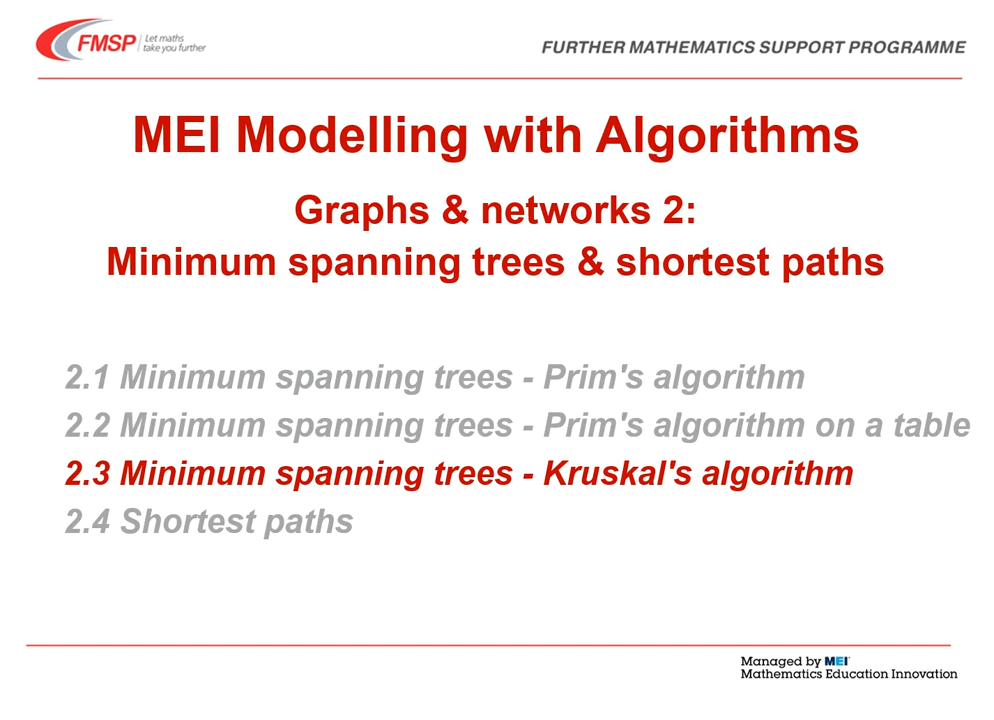 FMSP Let maths
take you further
FURTHER MATHEMATICS SUPPORT PROGRAMME
MEI Modelling with Algorithms
Graphs & networks 2:
Minimum spanning trees & shortest paths
2.1 Minimum spanning trees - Prim's algorithm
2.2 Minimum spanning trees - Prim's algorithm on a table
2.3 Minimum spanning trees - Kruskal's algorithm
2.4 Shortest paths
Managed by MEI
Mathematics Education Innovation